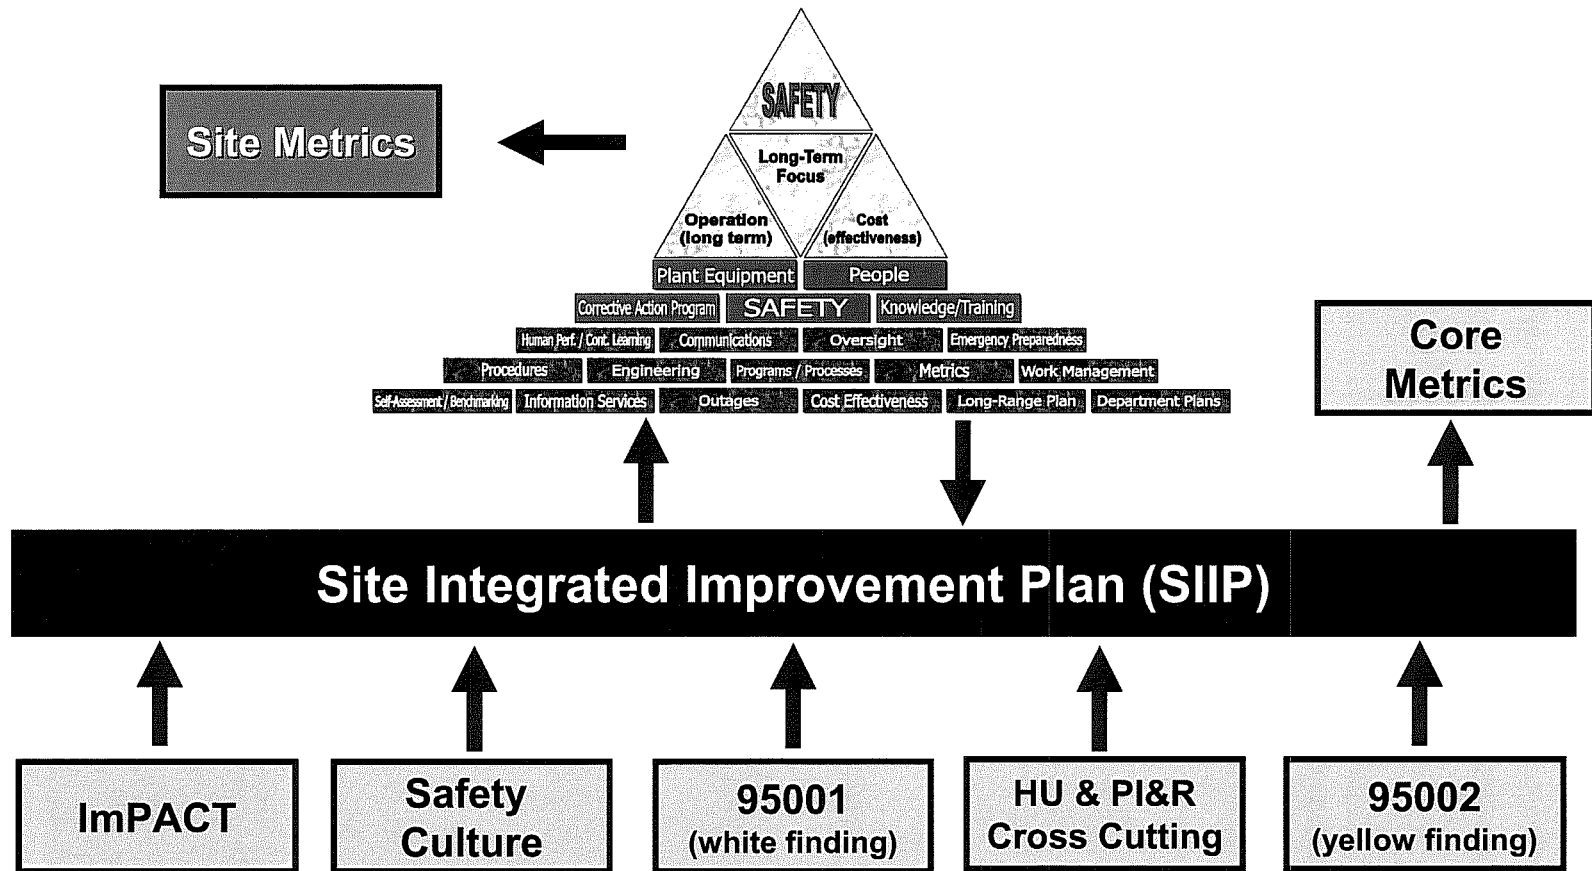 SAFETY
Site Metrics
Long-Term
Focus
Operation
(long term)
Cost
(effectiveness)
Plant Equipment
People
Corrective Action Program
SAFETY
Knowledge/Training
Human Perf. / Cont. Learning
Communications
Oversight
Emergency Preparedness
Procedures
Engineering
Programs / Processes
Metrics
Work Management
Self-Assessment / Benchmarking
Information Services
Outages
Cost Effectiveness
Long-Range Plan
Department Plans
Core
Metrics
Site Integrated Improvement Plan (SIIP)
ImPACT
Safety
Culture
95001
(white finding)
HU & PI&R
Cross Cutting
95002
(yellow finding)